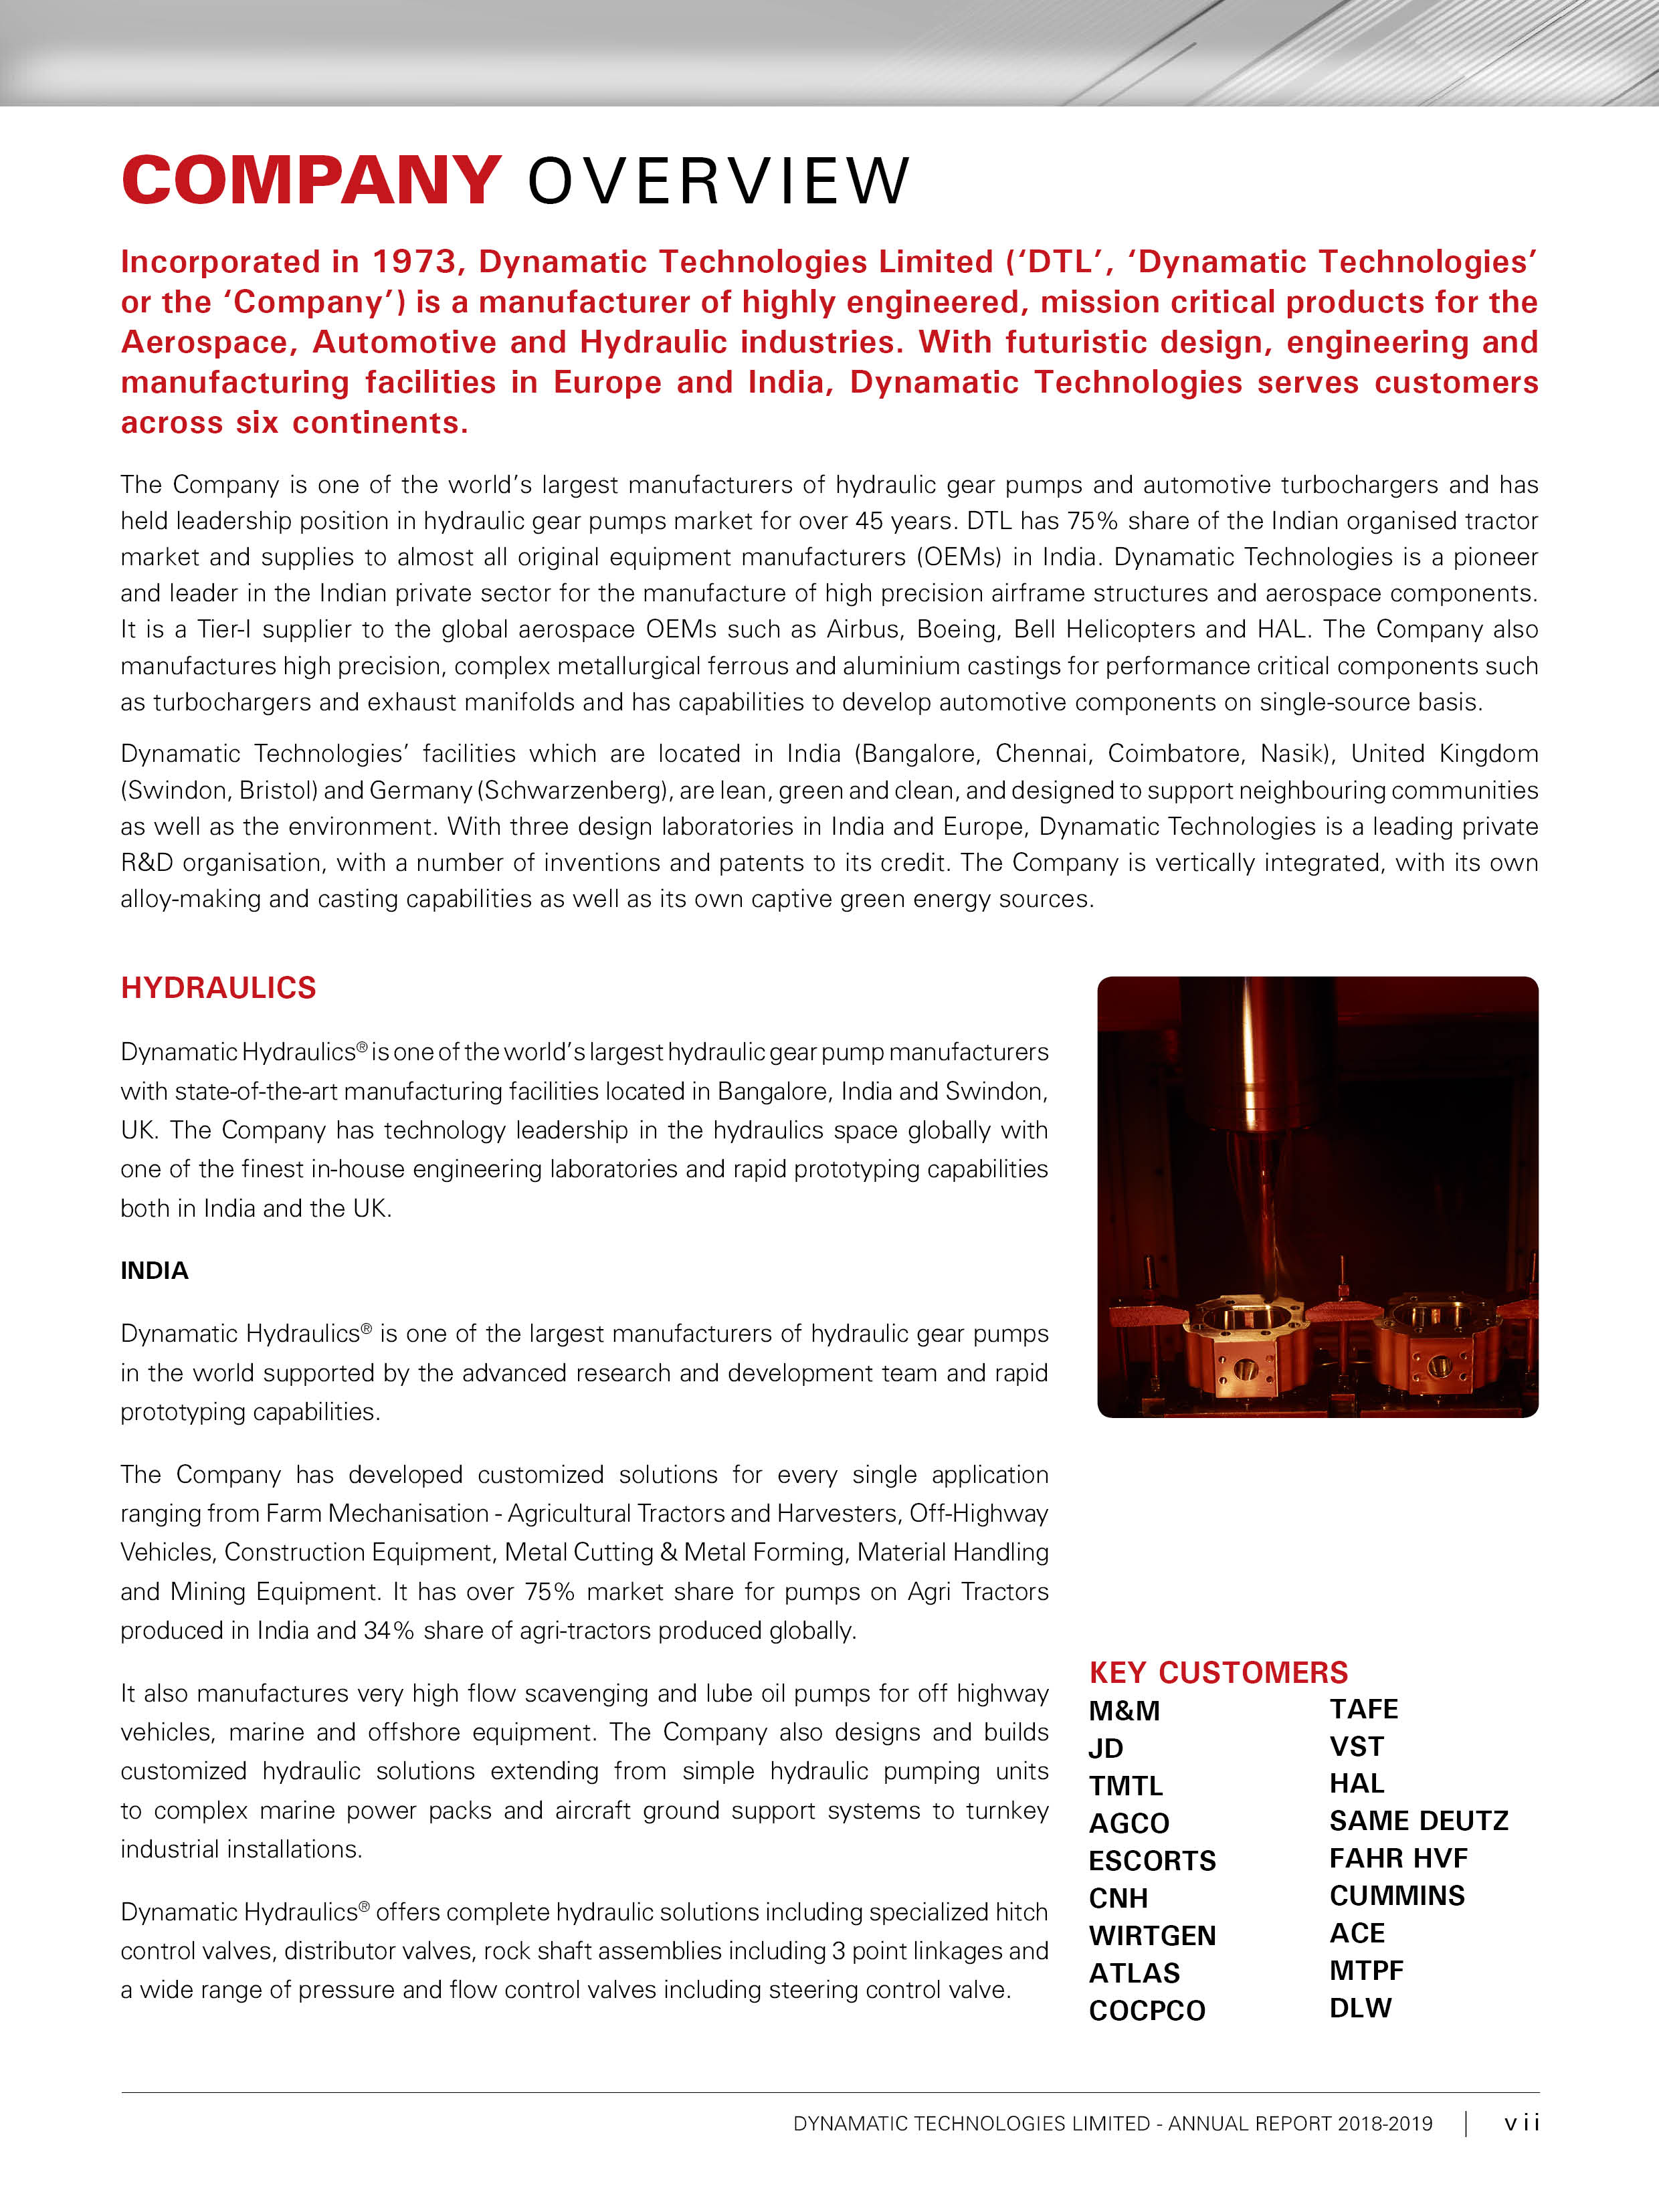 COMPANY OVERVIEW
Incorporated in 1973, Dynamatic Technologies Limited (‘DTL’, ‘Dynamatic Technologies’
or the ‘Company’) is a manufacturer of highly engineered, mission critical products for the
Aerospace, Automotive and Hydraulic industries. With futuristic design, engineering and
manufacturing facilities in Europe and India, Dynamatic Technologies serves customers
across six continents.
The Company is one of the world’s largest manufacturers of hydraulic gear pumps and automotive turbochargers and has
held leadership position in hydraulic gear pumps market for over 45 years. DTL has 75% share of the Indian organised tractor
market and supplies to almost all original equipment manufacturers (OEMs) in India. Dynamatic Technologies is a pioneer
and leader in the Indian private sector for the manufacture of high precision airframe structures and aerospace components.
It is a Tier-I supplier to the global aerospace OEMs such as Airbus, Boeing, Bell Helicopters and HAL. The Company also
manufactures high precision, complex metallurgical ferrous and aluminium castings for performance critical components such
as turbochargers and exhaust manifolds and has capabilities to develop automotive components on single-source basis.
Dynamatic Technologies’ facilities which are located in India (Bangalore, Chennai, Coimbatore, Nasik), United Kingdom
(Swindon, Bristol) and Germany (Schwarzenberg), are lean, green and clean, and designed to support neighbouring communities
as well as the environment. With three design laboratories in India and Europe, Dynamatic Technologies is a leading private
R&D organisation, with a number of inventions and patents to its credit. The Company is vertically integrated, with its own
alloy-making and casting capabilities as well as its own captive green energy sources.
HYDRAULICS
Dynamatic Hydraulics® is one of the world’s largest hydraulic gear pump manufacturers
with state-of-the-art manufacturing facilities located in Bangalore, India and Swindon,
UK. The Company has technology leadership in the hydraulics space globally with
one of the finest in-house engineering laboratories and rapid prototyping capabilities
both in India and the UK.
INDIA
Dynamatic Hydraulics® is one of the largest manufacturers of hydraulic gear pumps
in the world supported by the advanced research and development team and rapid
prototyping capabilities.
The Company has developed customized solutions for every single application
ranging from Farm Mechanisation - Agricultural Tractors and Harvesters, Off-Highway
Vehicles, Construction Equipment, Metal Cutting & Metal Forming, Material Handling
and Mining Equipment. It has over 75% market share for pumps on Agri Tractors
produced in India and 34% share of agri-tractors produced globally.
It also manufactures very high flow scavenging and lube oil pumps for off highway
vehicles, marine and offshore equipment. The Company also designs and builds
customized hydraulic solutions extending from simple hydraulic pumping units
to complex marine power packs and aircraft ground support systems to turnkey
industrial installations.
Dynamatic Hydraulics® offers complete hydraulic solutions including specialized hitch
control valves, distributor valves, rock shaft assemblies including 3 point linkages and
a wide range of pressure and flow control valves including steering control valve.
KEY CUSTOMERS
M&M
JD
TMTL
AGCO
ESCORTS
CNH
WIRTGEN
ATLAS
COCPCO
TAFE
VST
HAL
SAME DEUTZ
FAHR HVF
CUMMINS
ACE
MTPF
DLW
DYNAMATIC TECHNOLOGIES LIMITED - ANNUAL REPORT 2018-2019 | vii